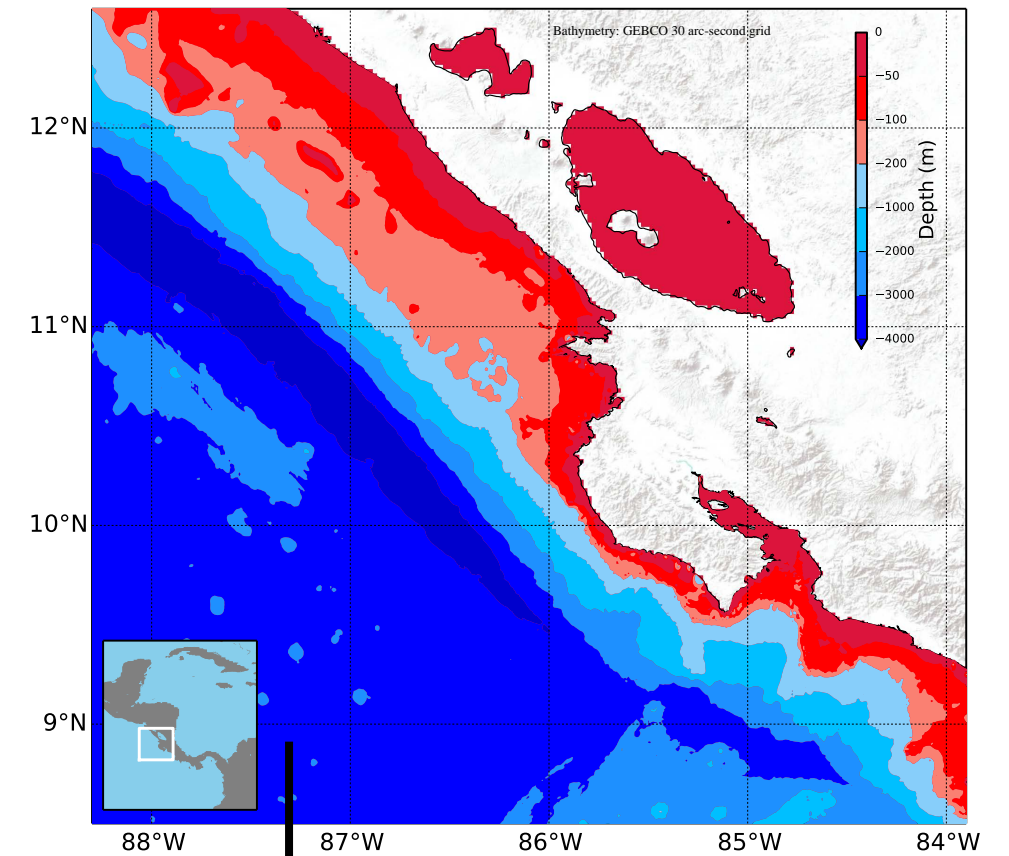 Bathymetry: GEBCO 30 arc-second grid
0
−50
−100
−200
−1000
−2000
−3000
−4000
Depth (m)
12°N
11°N
10°N
9°N
88°W
87°W
86°W
85°W
84°W